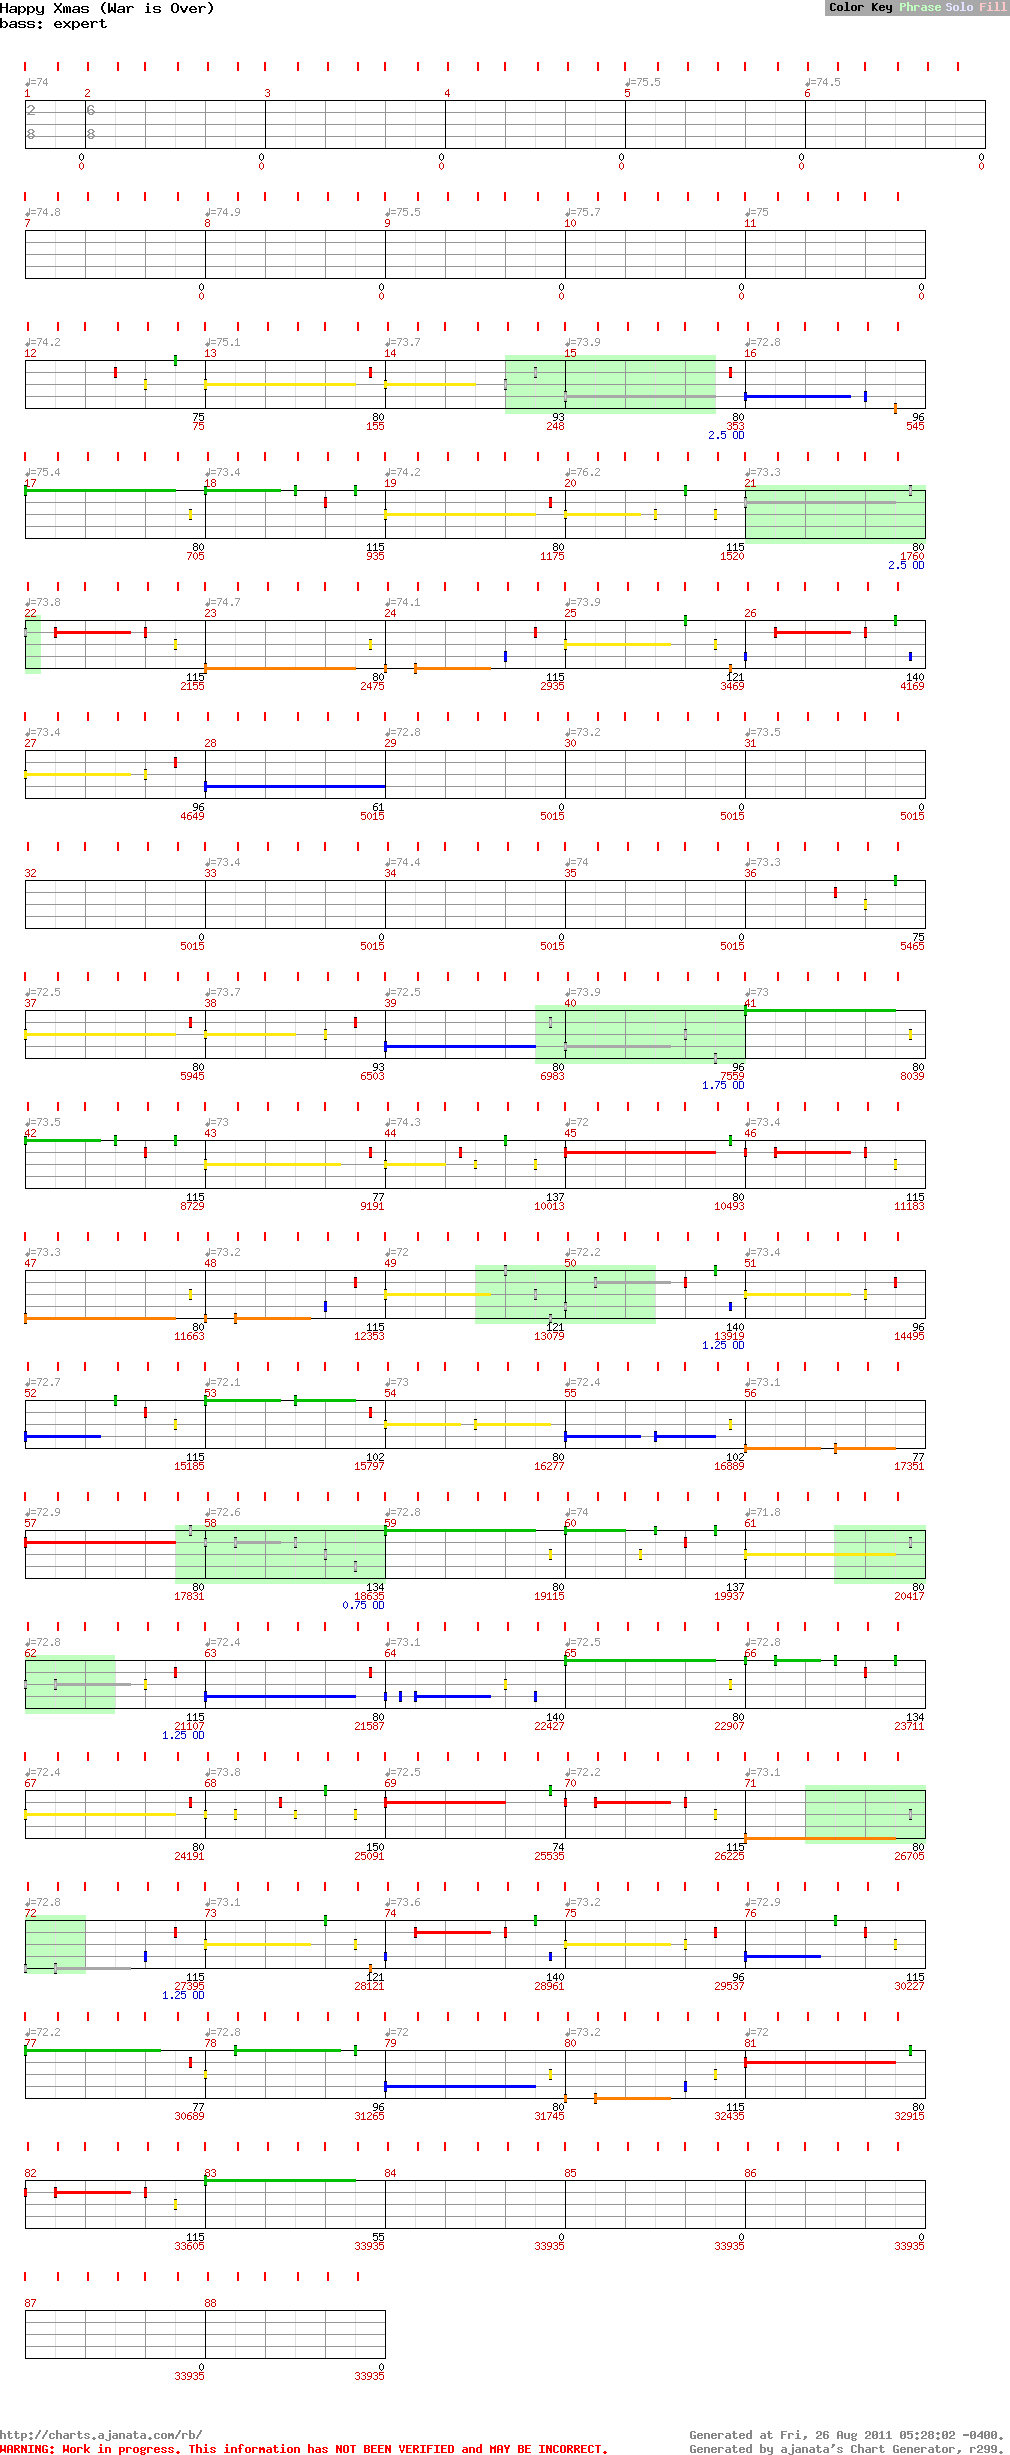 Happy Xmas (War is Over)
bass: expert
Color Key Phrase Solo Fill
♩=74 ♩=75.5 ♩=74.5
1 2 3 4 5 6
2 6
8 8
0 0 0 0 0 0
0 0 0 0 0 0
♩=74.8 ♩=74.9 ♩=75.5 ♩=75.7 ♩=75
7 8 9 10 11
0 0 0 0 0
0 0 0 0 0
♩=74.2 ♩=75.1 ♩=73.7 ♩=73.9 ♩=72.8
12 13 14 15 16
75 80 93 80 96
75 155 248 353 545
2.5 OD
♩=75.4 ♩=73.4 ♩=74.2 ♩=76.2 ♩=73.3
17 18 19 20 21
80 115 80 115 80
705 935 1175 1520 1760
2.5 OD
♩=73.8 ♩=74.7 ♩=74.1 ♩=73.9
22 23 24 25 26
115 80 115 121 140
2155 2475 2935 3469 4169
♩=73.4 ♩=72.8 ♩=73.2 ♩=73.5
27 28 29 30 31
96 61 0 0 0
4649 5015 5015 5015 5015
♩=73.4 ♩=74.4 ♩=74 ♩=73.3
32 33 34 35 36
0 0 0 0 75
5015 5015 5015 5015 5465
♩=72.5 ♩=73.7 ♩=72.5 ♩=73.9 ♩=73
37 38 39 40 41
80 93 80 96 80
5945 6503 6983 7559 8039
1.75 OD
♩=73.5 ♩=73 ♩=74.3 ♩=72 ♩=73.4
42 43 44 45 46
115 77 137 80 115
8729 9191 10013 10493 11183
♩=73.3 ♩=73.2 ♩=72 ♩=72.2 ♩=73.4
47 48 49 50 51
80 115 121 140 96
11663 12353 13079 13919 14495
1.25 OD
♩=72.7 ♩=72.1 ♩=73 ♩=72.4 ♩=73.1
52 53 54 55 56
115 102 80 102 77
15185 15797 16277 16889 17351
♩=72.9 ♩=72.6 ♩=72.8 ♩=74 ♩=71.8
57 58 59 60 61
80 134 80 137 80
17831 18635 19115 19937 20417
0.75 OD
♩=72.8 ♩=72.4 ♩=73.1 ♩=72.5 ♩=72.8
62 63 64 65 66
115 80 140 80 134
21107 21587 22427 22907 23711
1.25 OD
♩=72.4 ♩=73.8 ♩=72.5 ♩=72.2 ♩=73.1
67 68 69 70 71
80 150 74 115 80
24191 25091 25535 26225 26705
♩=72.8 ♩=73.1 ♩=73.6 ♩=73.2 ♩=72.9
72 73 74 75 76
115 121 140 96 115
27395 28121 28961 29537 30227
1.25 OD
♩=72.2 ♩=72.8 ♩=72 ♩=73.2 ♩=72
77 78 79 80 81
77 96 80 115 80
30689 31265 31745 32435 32915
82 83 84 85 86
115 55 0 0 0
33605 33935 33935 33935 33935
87 88
0 0
33935 33935
http://charts.ajanata.com/rb/ Generated at Fri, 26 Aug 2011 05:28:02 -0400.
WARNING: Work in progress. This information has NOT BEEN VERIFIED and MAY BE INCORRECT. Generated by ajanata's Chart Generator, r299.